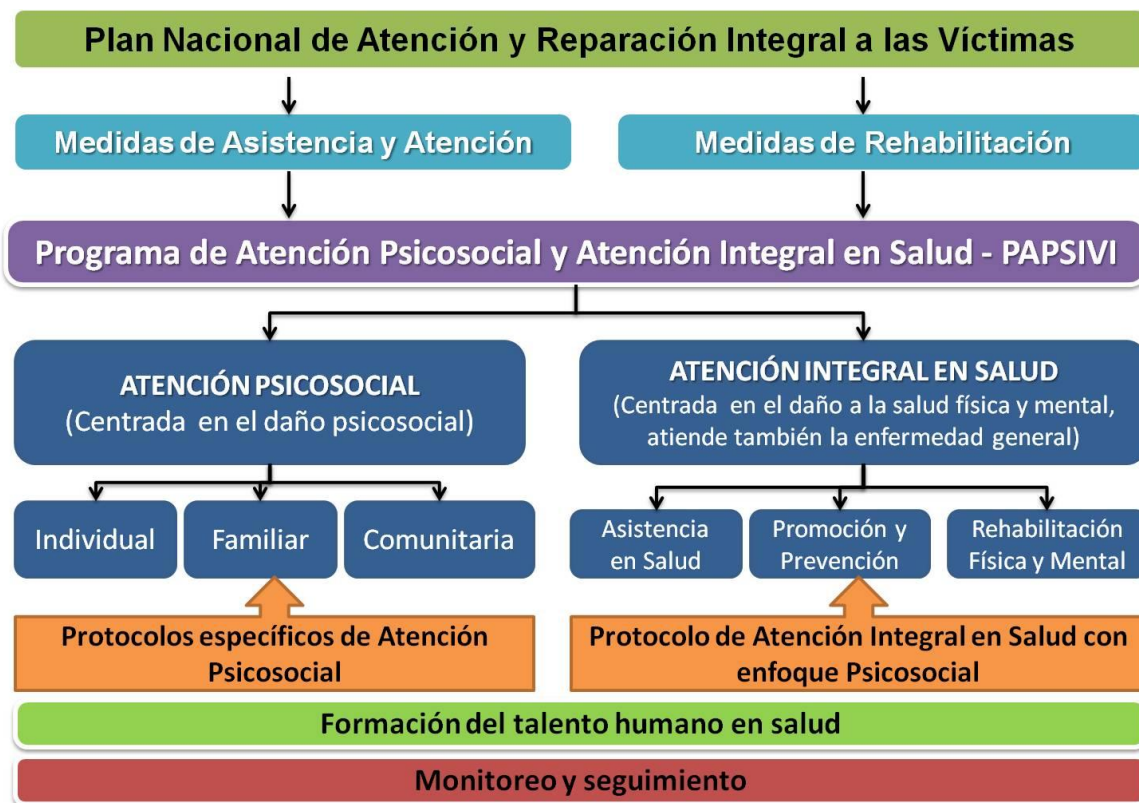 Plan Nacional de Atención y Reparación Integral a las Víctimas
Medidas de Asistencia y Atención
Medidas de Rehabilitación
Programa de Atención Psicosocial y Atención Integral en Salud - PAPSIVI
ATENCIÓN PSICOSOCIAL
(Centrada en el daño psicosocial)
ATENCIÓN INTEGRAL EN SALUD
(Centrada en el daño a la salud física y mental,
atiende también la enfermedad general)
Individual
Familiar
Comunitaria
Asistencia
en Salud
Promoción y
Prevención
Rehabilitación
Física y Mental
Protocolos específicos de Atención
Psicosocial
Protocolo de Atención Integral en Salud con
enfoque Psicosocial
Formación del talento humano en salud
Monitoreo y seguimiento